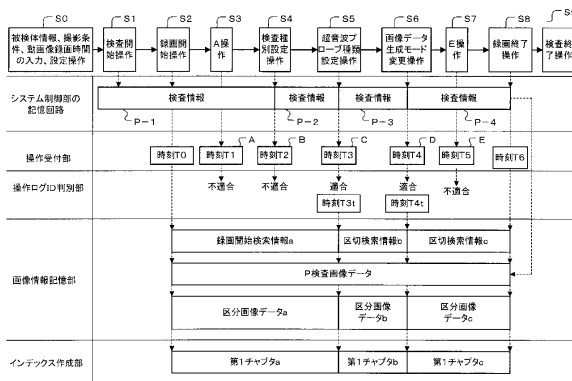 S0
S1
S2
S3
S4
S5
S6
S7
S8
被検体情報、撮影条
件、動画像録画時間
の入力、設定操作
検査開
始操作
録画開
始操作
A操
作
検査種
別設定
操作
超音波プ
ローブ種類
設定操作
画像データ
生成モード
変更操作
E操
作
録画終了
操作
検査終
了操作
システム制御部の
記憶回路
検査情報
検査情報
検査情報
検査情報
P-1
P-2
P-3
P-4
操作受付部
時刻T0
時刻T1
A
時刻T2
B
時刻T3
C
時刻T4
D
時刻T5
E
時刻T6
操作ログID判別部
不適合
不適合
適合
適合
不適合
時刻T3t
時刻T4t
画像情報記憶部
録画開始検索情報a
区切検索情報b
区切検索情報c
P検査画像データ
区分画像データa
区分画像
データb
区分画像
データc
インデックス作成部
第1チャプタa
第1チャプタb
第1チャプタc